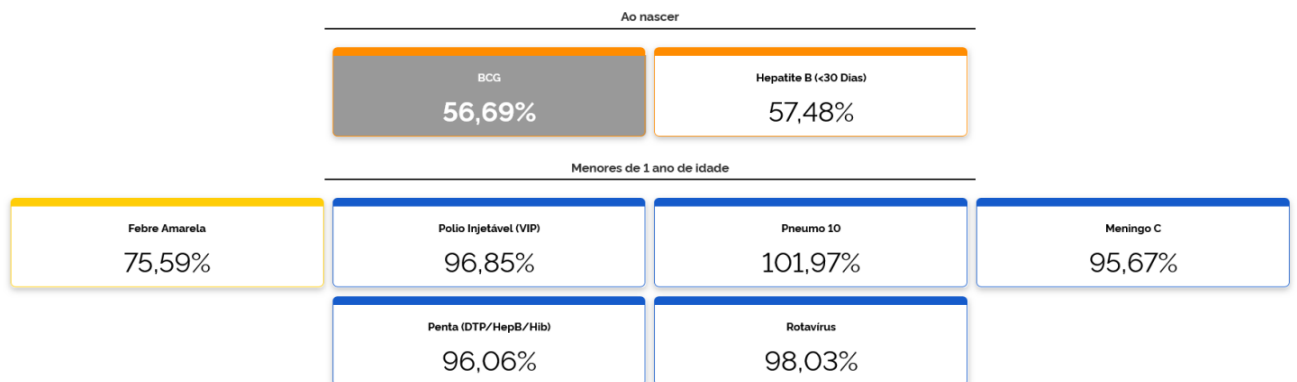 Ao nascer
BCG
56,69%
Hepatite B (<30 Dias)
57,48%
Menores de 1 ano de idade
Febre Amarela
75,59%
Polio Injetável (VIP)
96,85%
Pneumo 10
101,97%
Meningo C
95,67%
Penta (DTP/HepB/Hib)
96,06%
Rotavírus
98,03%